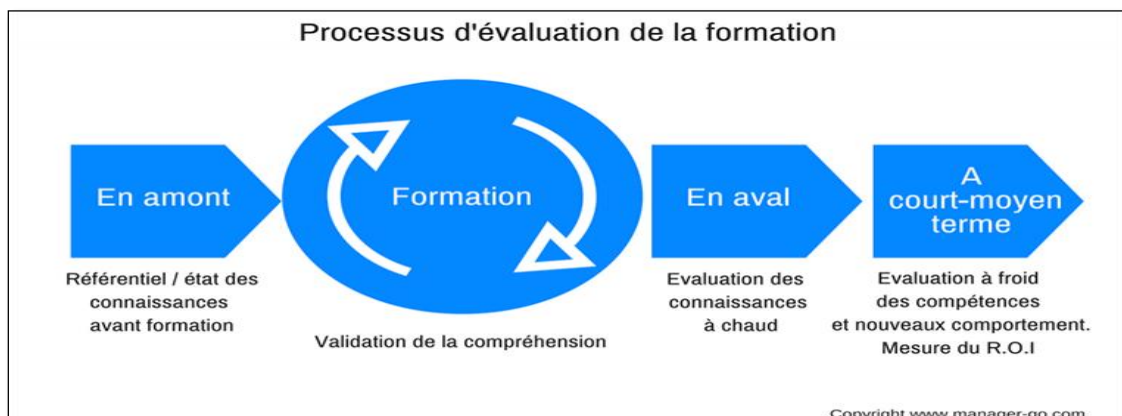 Processus d'évaluation de la formation
En amont
Formation
En aval
A
court-moyen
terme
Référentiel / état des
connaissances
avant formation
Validation de la compréhension
Evaluation des
connaissances
à chaud
Evaluation à froid
des compétences
et nouveaux comportement.
Mesure du R.O.I
Copyright www.manager-go.com